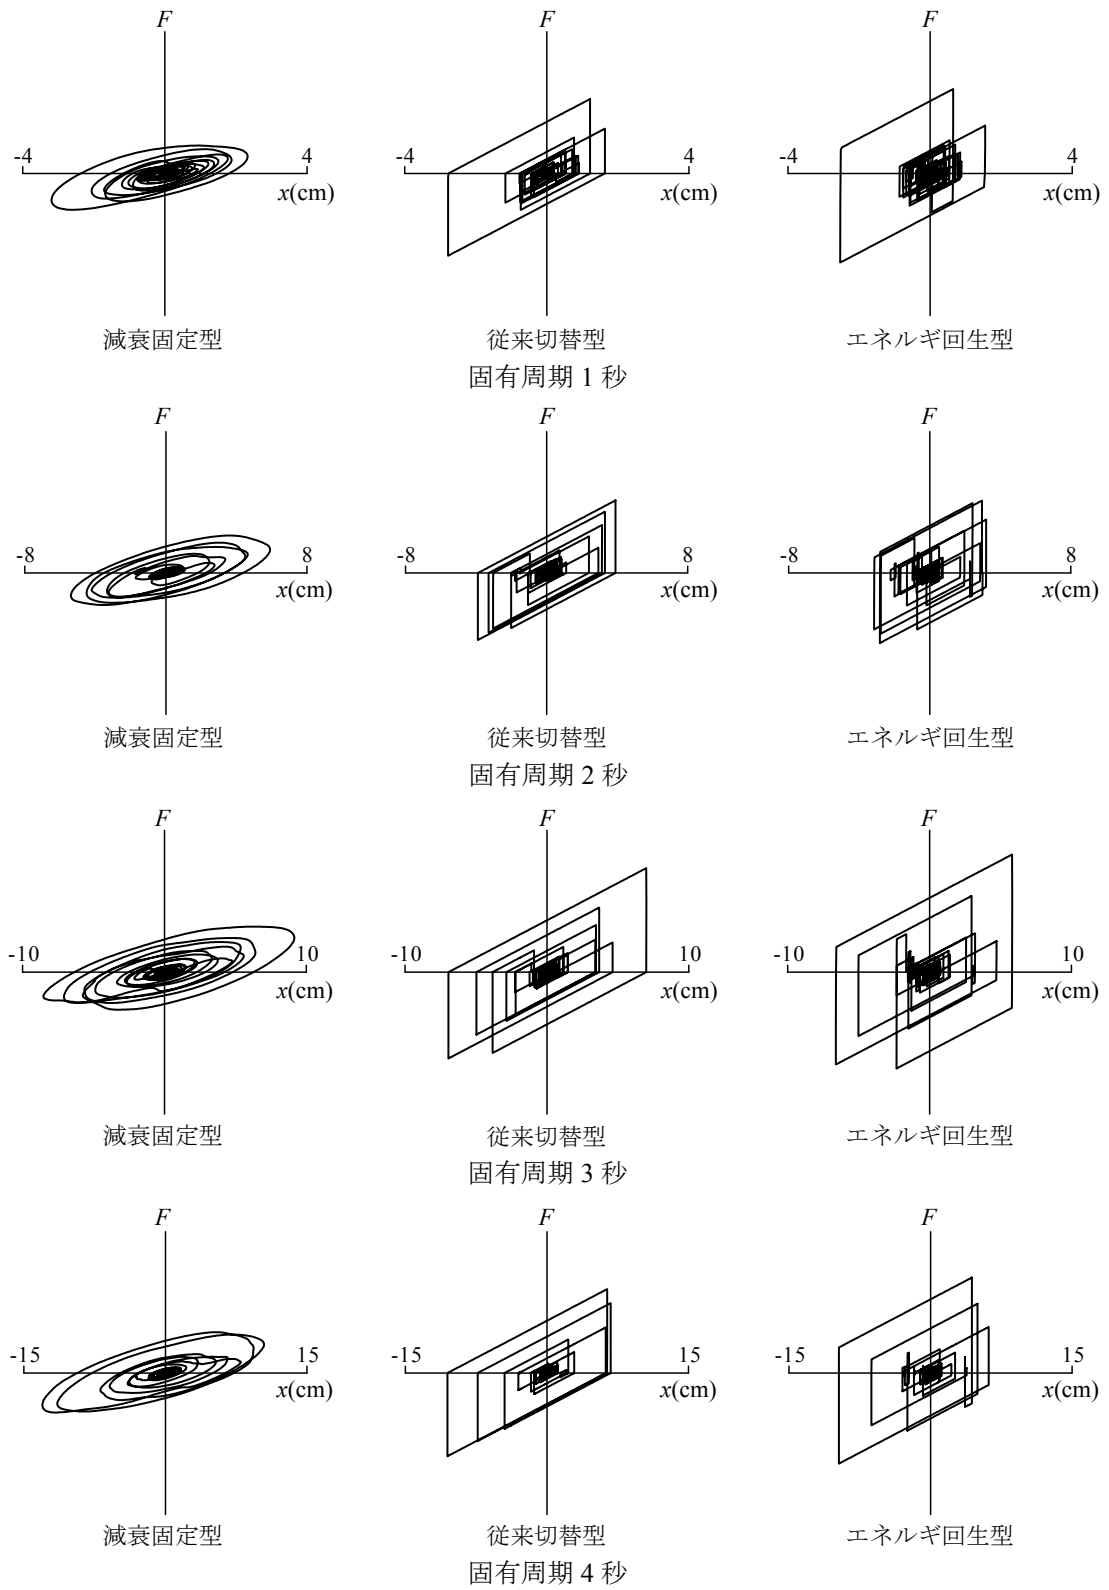 F F F
-4 4 -4 4 -4 4
x(cm) x(cm) x(cm)
減衰固定型 従来切替型 エネルギ回生型
固有周期 1 秒
F F F
-8 8 -8 8 -8 8
x(cm) x(cm) x(cm)
減衰固定型 従来切替型 エネルギ回生型
固有周期 2 秒
F F F
-10 10 -10 10 -10 10
x(cm) x(cm) x(cm)
減衰固定型 従来切替型 エネルギ回生型
固有周期 3 秒
F F F
-15 15 -15 15 -15 15
x(cm) x(cm) x(cm)
減衰固定型 従来切替型 エネルギ回生型
固有周期 4 秒